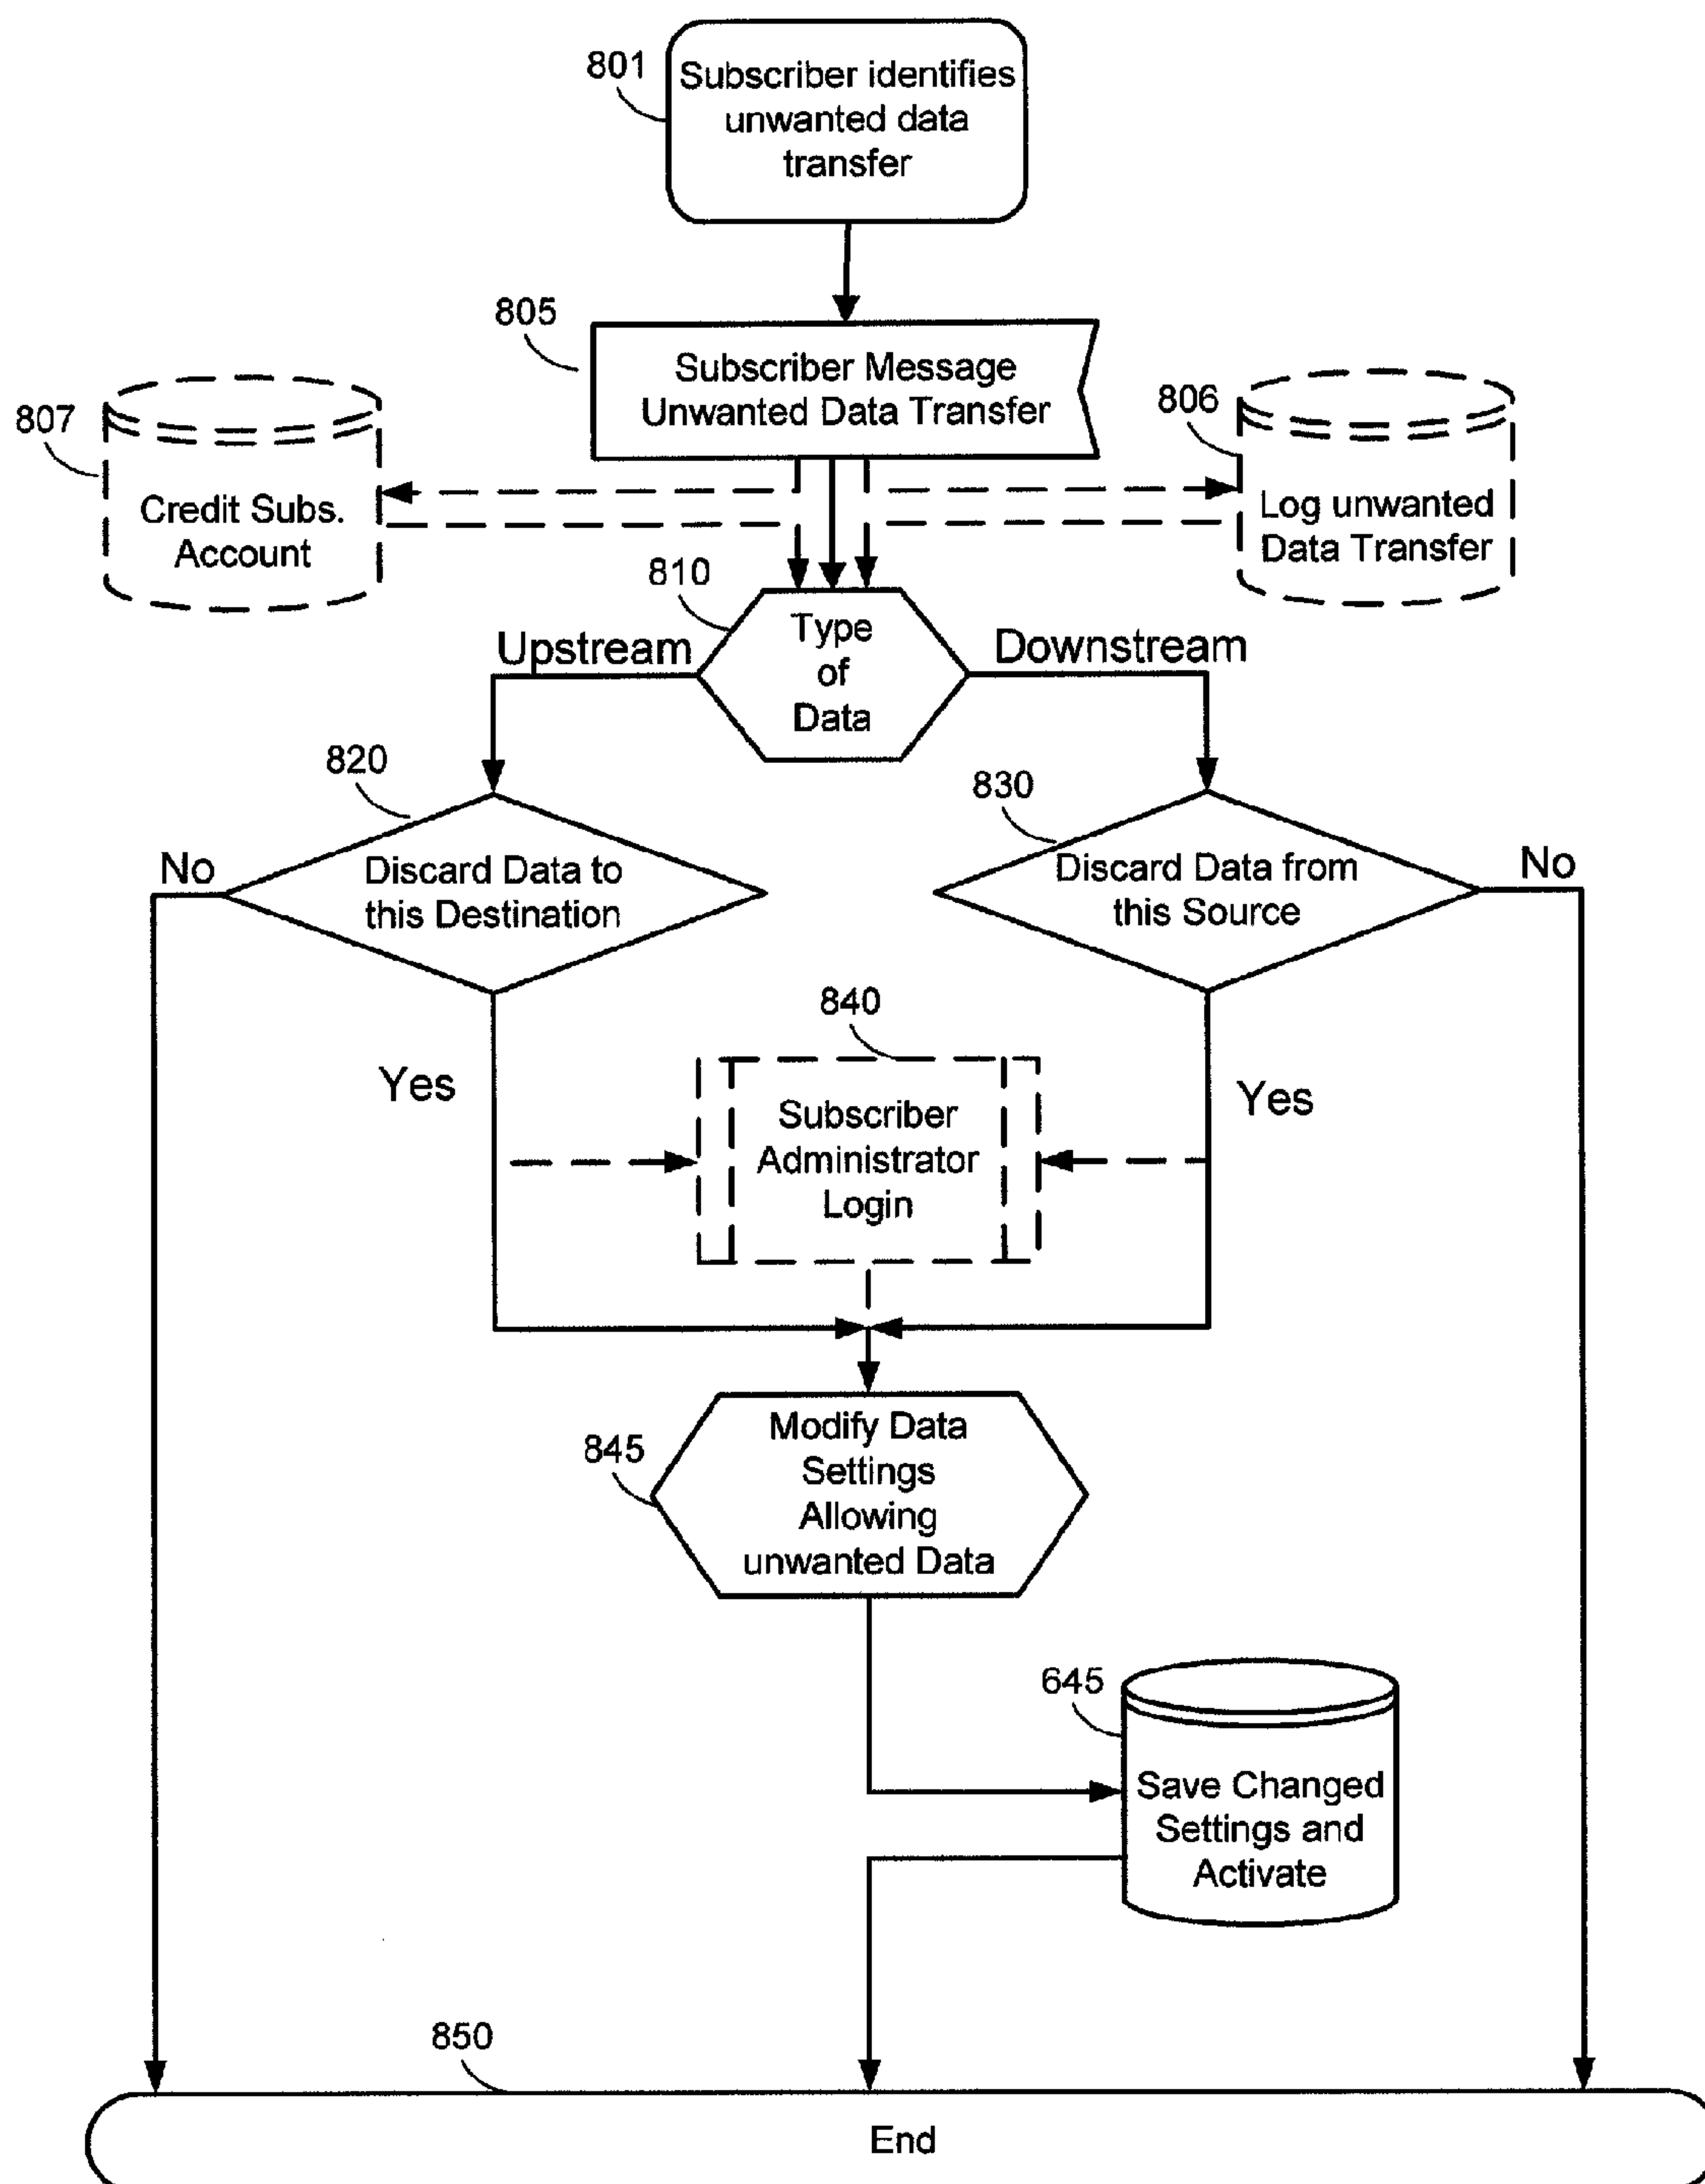 801
Subscriber identifies
unwanted data
transfer
805
Subscriber Message
Unwanted Data Transfer
807
Credit Subs.
Account
806
Log unwanted
Data Transfer
810
Type
of
Data
Upstream
Downstream
820
Discard Data to
this Destination
No
Yes
830
Discard Data from
this Source
No
Yes
840
Subscriber
Administrator
Login
845
Modify Data
Settings
Allowing
unwanted Data
645
Save Changed
Settings and
Activate
850
End